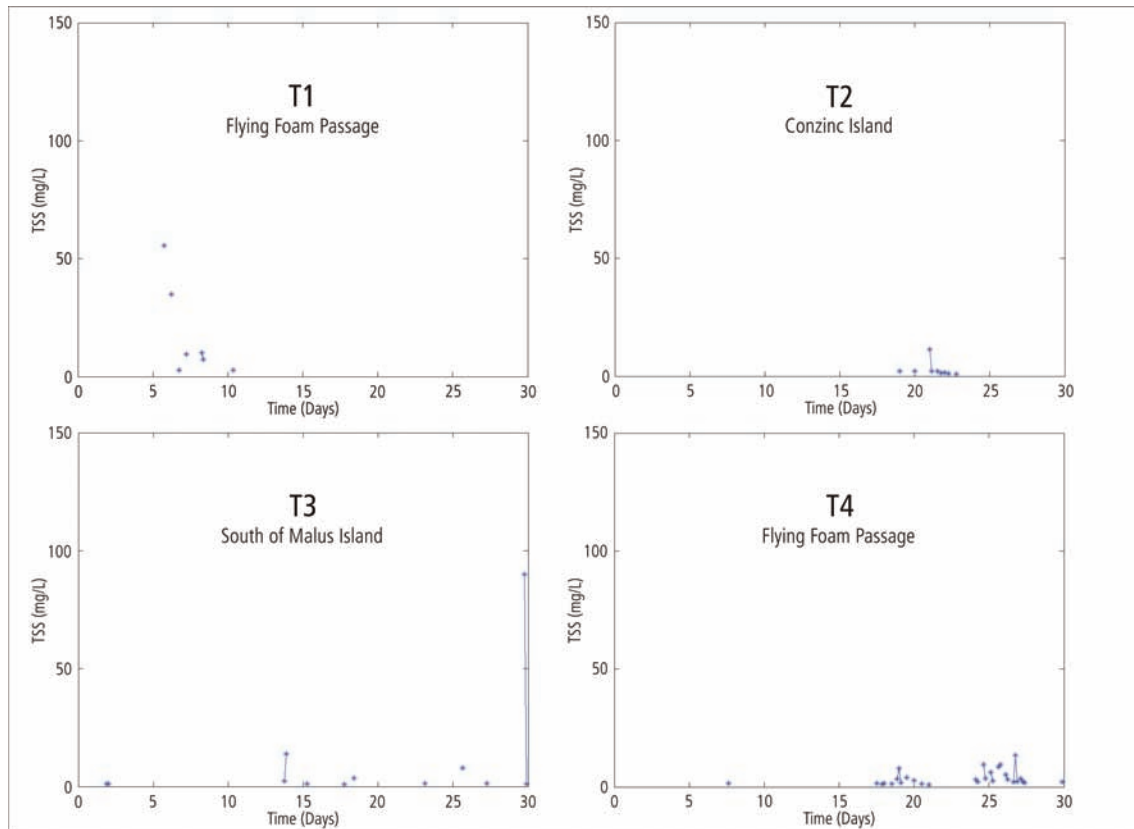 150
100
50
0
TSS (mg/L)
T1
Flying Foam Passage
0 5 10 15 20 25 30
Time (Days)
150
100
50
0
TSS (mg/L)
T2
Conzinc Island
0 5 10 15 20 25 30
Time (Days)
150
100
50
0
TSS (mg/L)
T3
South of Malus Island
0 5 10 15 20 25 30
Time (Days)
150
100
50
0
TSS (mg/L)
T4
Flying Foam Passage
0 5 10 15 20 25 30
Time (Days)